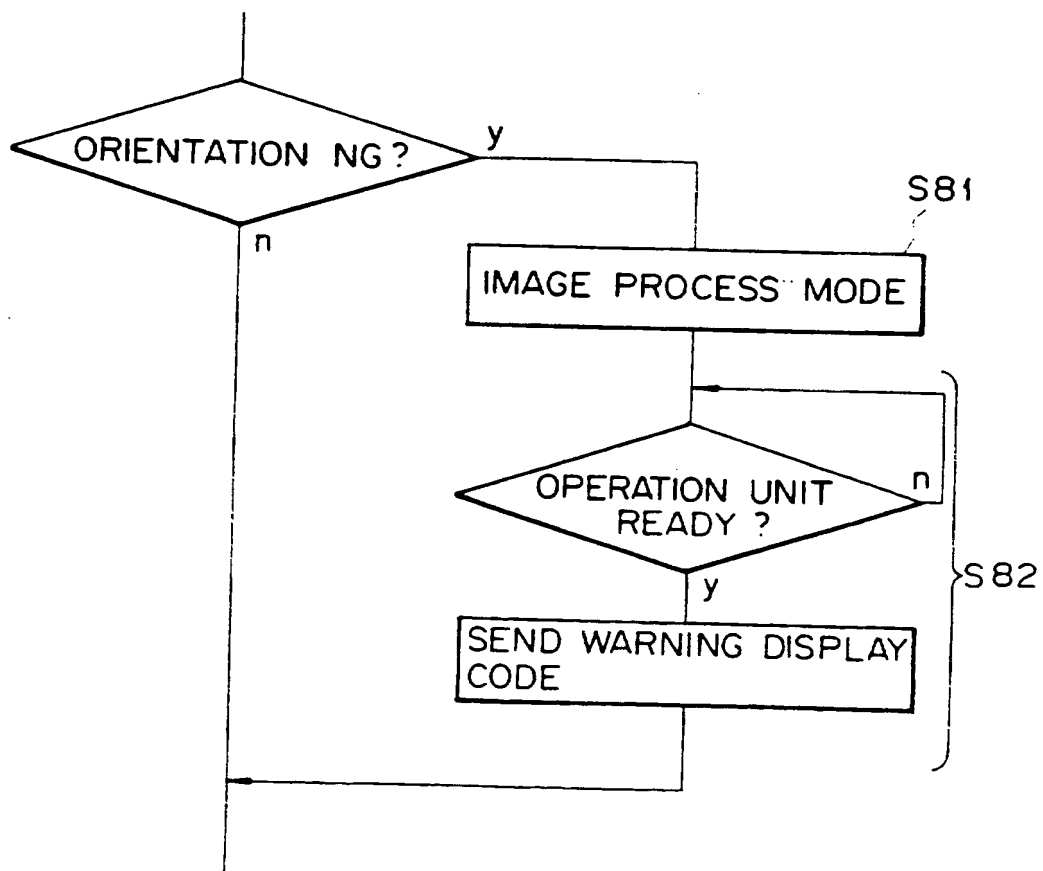 ORIENTATION NG?
y
n
S81
IMAGE PROCESS MODE
OPERATION UNIT
READY ?
n
y
S82
SEND WARNING DISPLAY
CODE